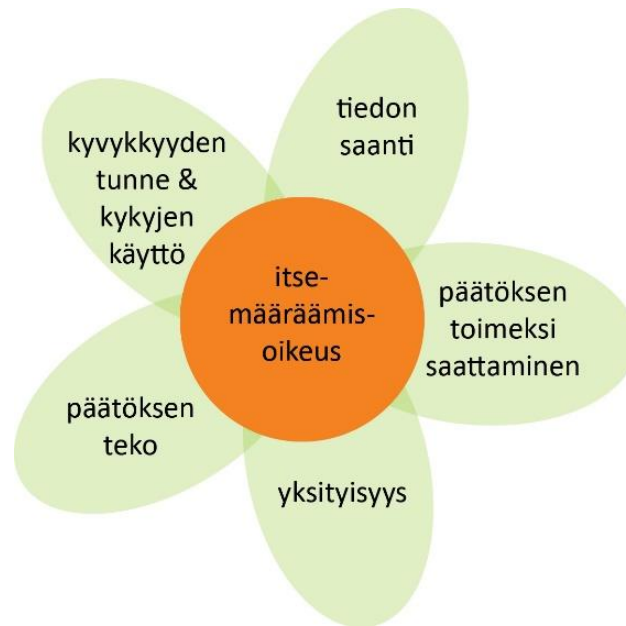 tiedon
saanti
kyvykkyyden
tunne &
kykyjen
käyttö
itse-
määräämis-
oikeus
päätöksen
toimeksi
saattaminen
päätöksen
teko
yksityisyys